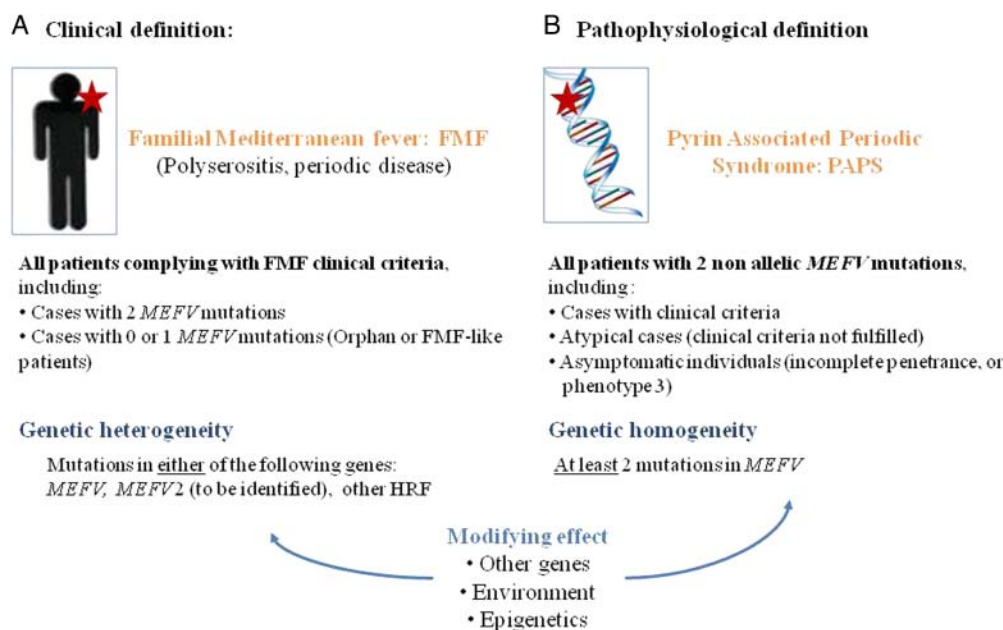 A Clinical definition:
Familial Mediterranean fever: FMF
(Polyserositis, periodic disease)
All patients complying with FMF clinical criteria,
including:
• Cases with 2 MEFV mutations
• Cases with 0 or 1 MEFV mutations (Orphan or FMF-like
patients)
Genetic heterogeneity
Mutations in either of the following genes:
MEFV, MEFV2 (to be identified), other HRF
B Pathophysiological definition
Pyrin Associated Periodic
Syndrome: PAPS
All patients with 2 non allelic MEFV mutations,
including:
• Cases with clinical criteria
• Atypical cases (clinical criteria not fulfilled)
• Asymptomatic individuals (incomplete penetrance, or
phenotype 3)
Genetic homogeneity
At least 2 mutations in MEFV
Modifying effect
• Other genes
• Environment
• Epigenetics